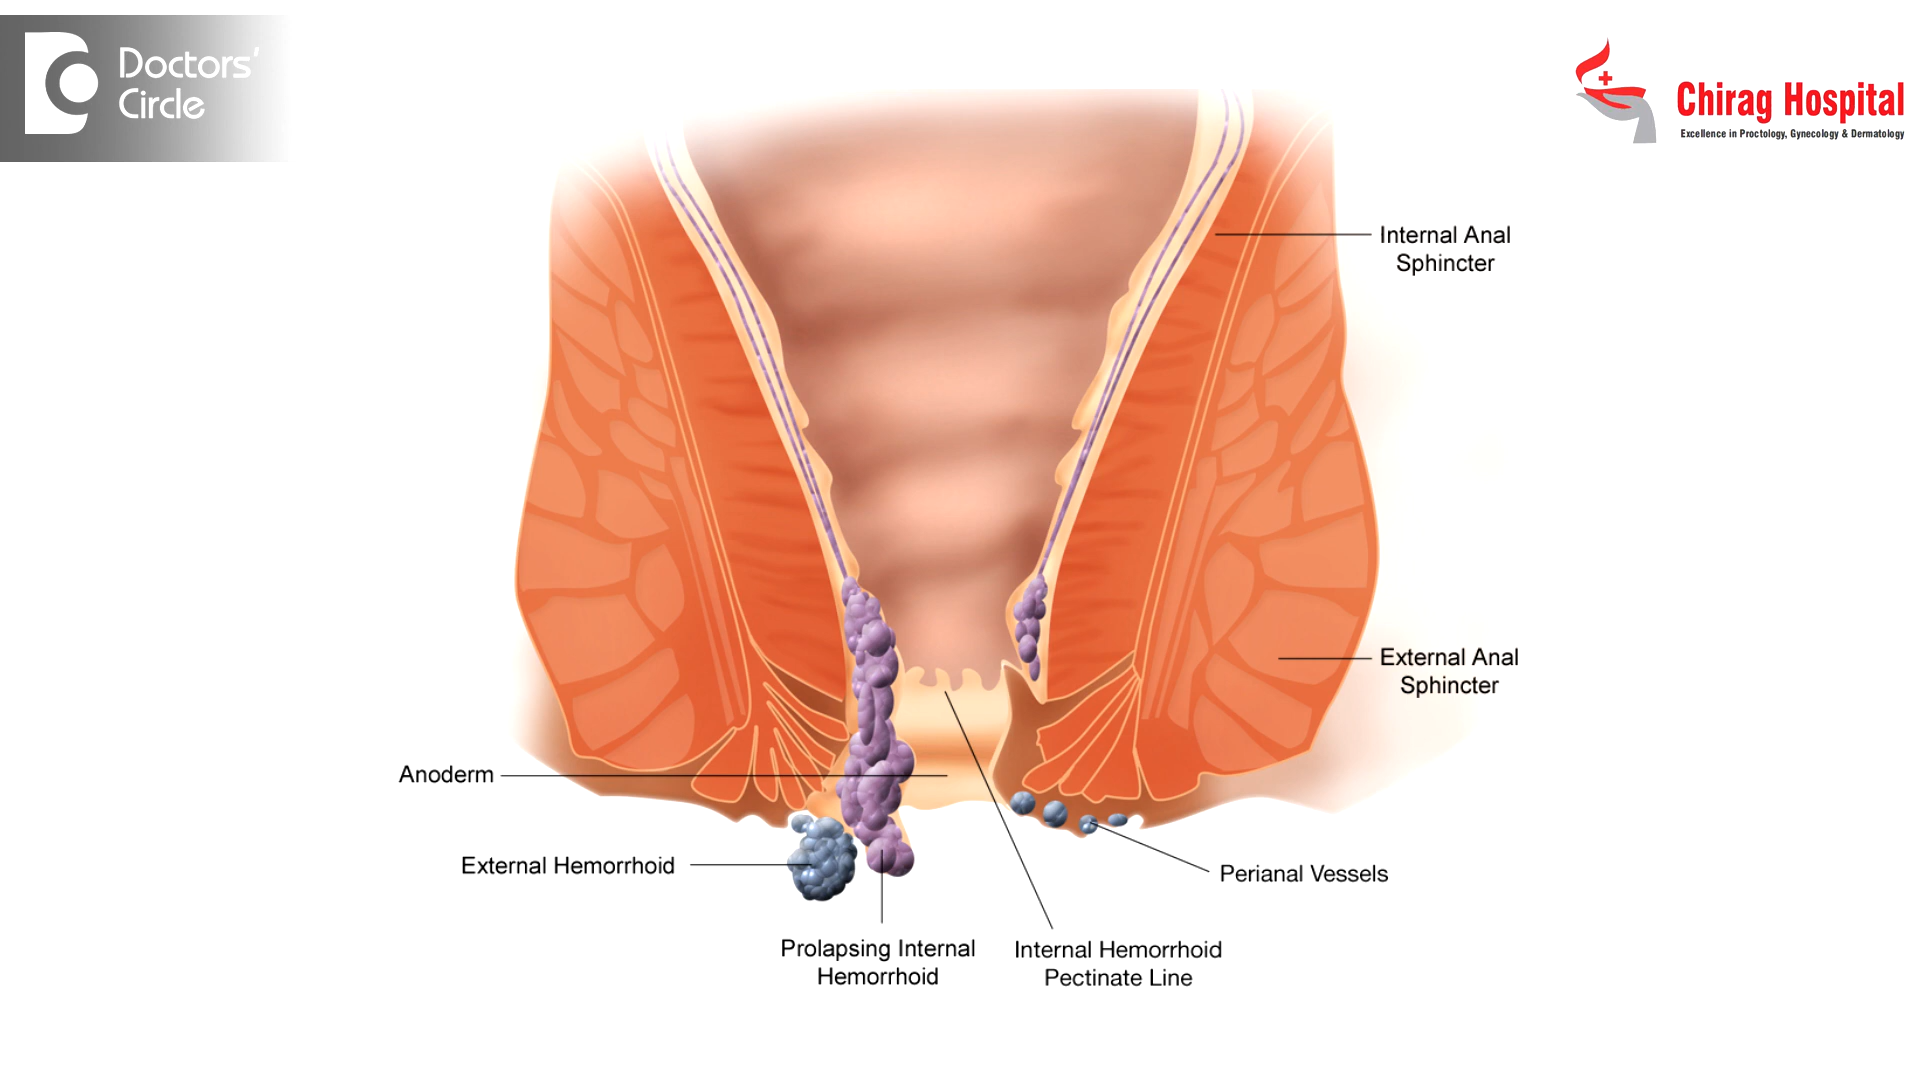 Doctors'
Circle
Chirag Hospital
Excellence in Proctology, Gynecology & Dermatology
Internal Anal
Sphincter
External Anal
Sphincter
Anoderm
External Hemorrhoid
Perianal Vessels
Prolapsing Internal
Hemorrhoid
Internal Hemorrhoid
Pectinate Line